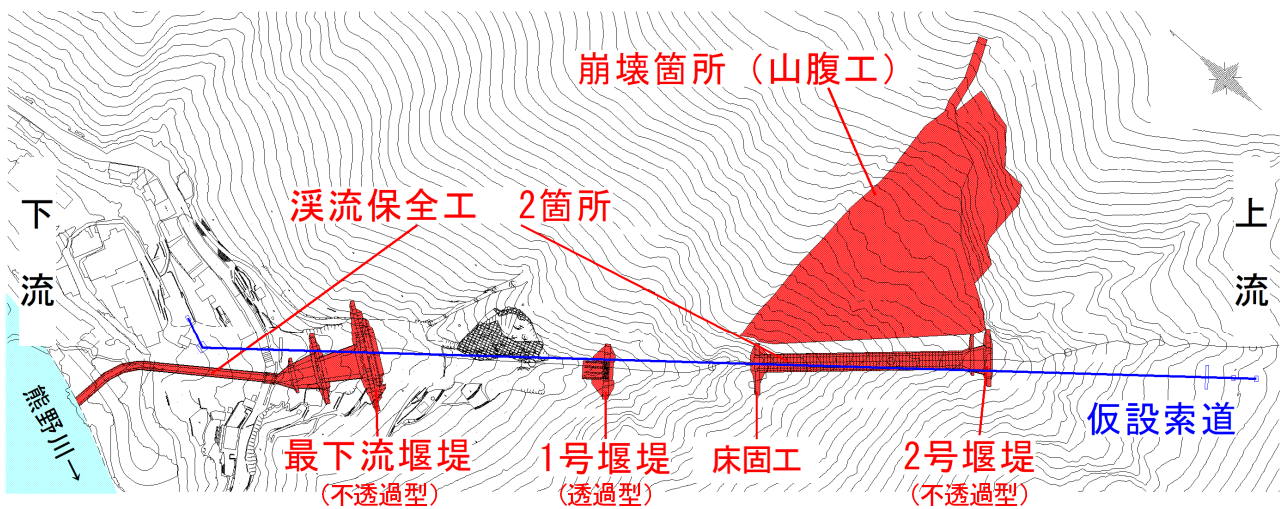 崩壊箇所（山腹工）
下流
渓流保全工 2箇所
上流
熊野川→
仮設索道
最下流堰堤
（不透過型）
1号堰堤
（透過型）
床固工
2号堰堤
（不透過型）